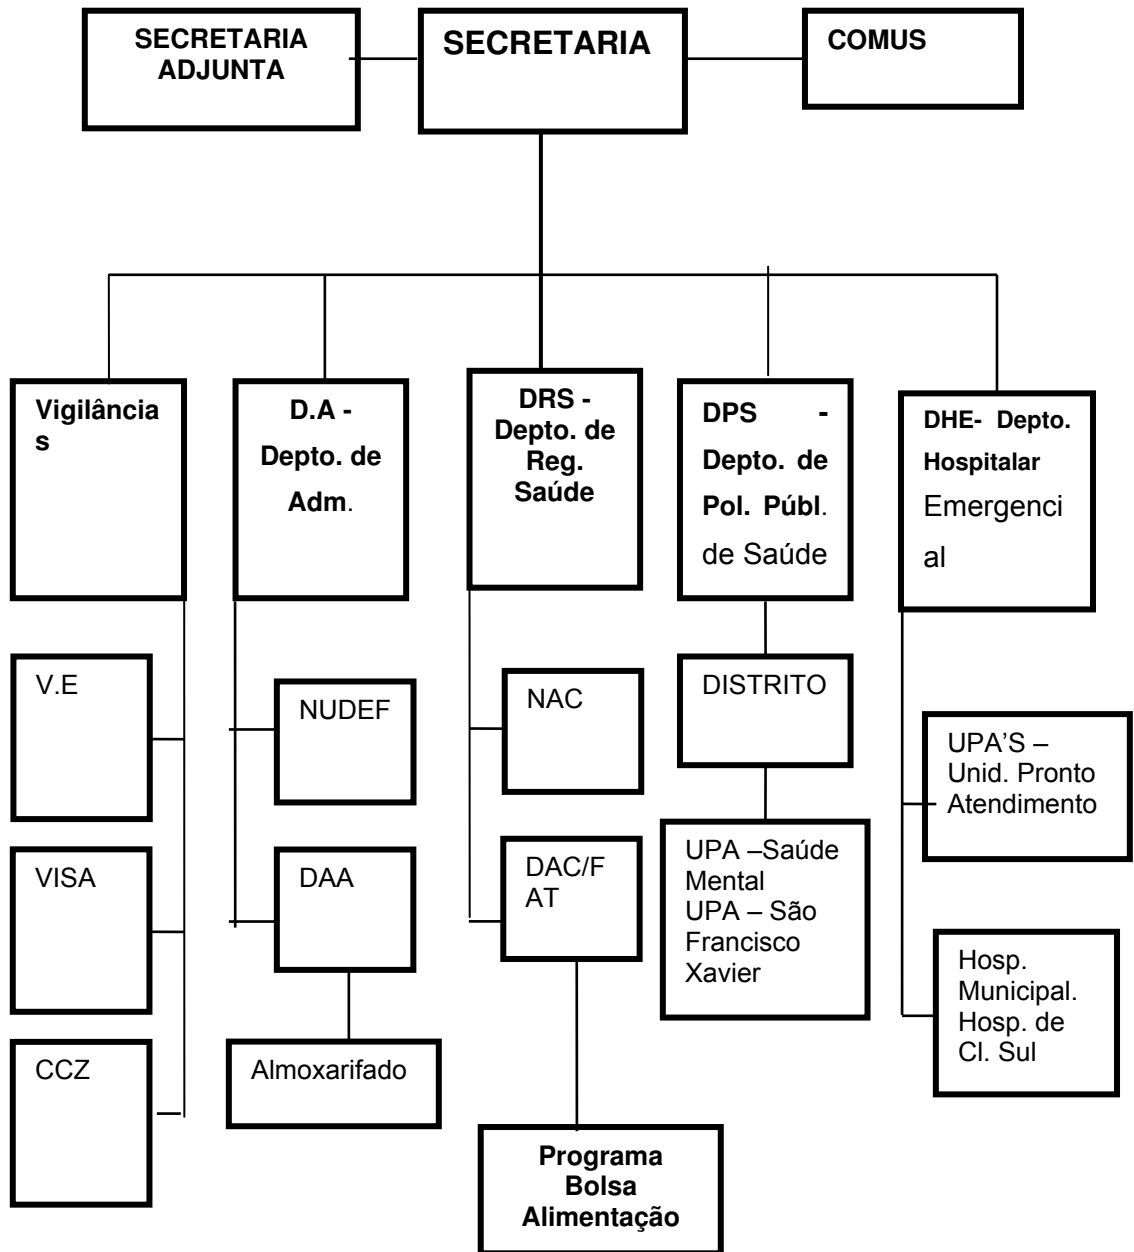 SECRETARIA
ADJUNTA
SECRETARIA
COMUS
Vigilância
s
D.A -
Depto. de
Adm.
DRS -
Depto. de
Reg.
Saúde
DPS -
Depto. de
Pol. Públ.
de Saúde
DHE- Depto.
Hospitalar
Emergenci
al
V.E
NUDEF
NAC
DISTRITO
UPA'S –
Unid. Pronto
Atendimento
VISA
DAA
DAC/F
AT
UPA –Saúde
Mental
UPA – São
Francisco
Xavier
Hosp.
Municipal.
Hosp. de
Cl. Sul
CCZ
Almoxarifado
Programa
Bolsa
Alimentação